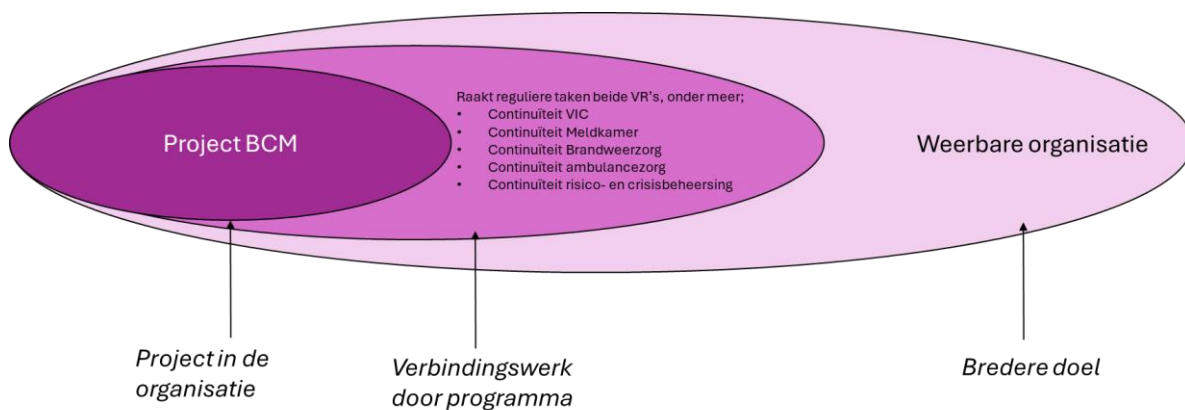 Raakt reguliere taken beide VR's, onder meer;
• Continuïteit VIC
• Continuïteit Meldkamer
• Continuïteit Brandweerzorg
• Continuïteit ambulancezorg
• Continuïteit risico- en crisisbeheersing
Project BCM
Weerbare organisatie
Project in de
organisatie
Verbindingswerk
door programma
Bredere doel